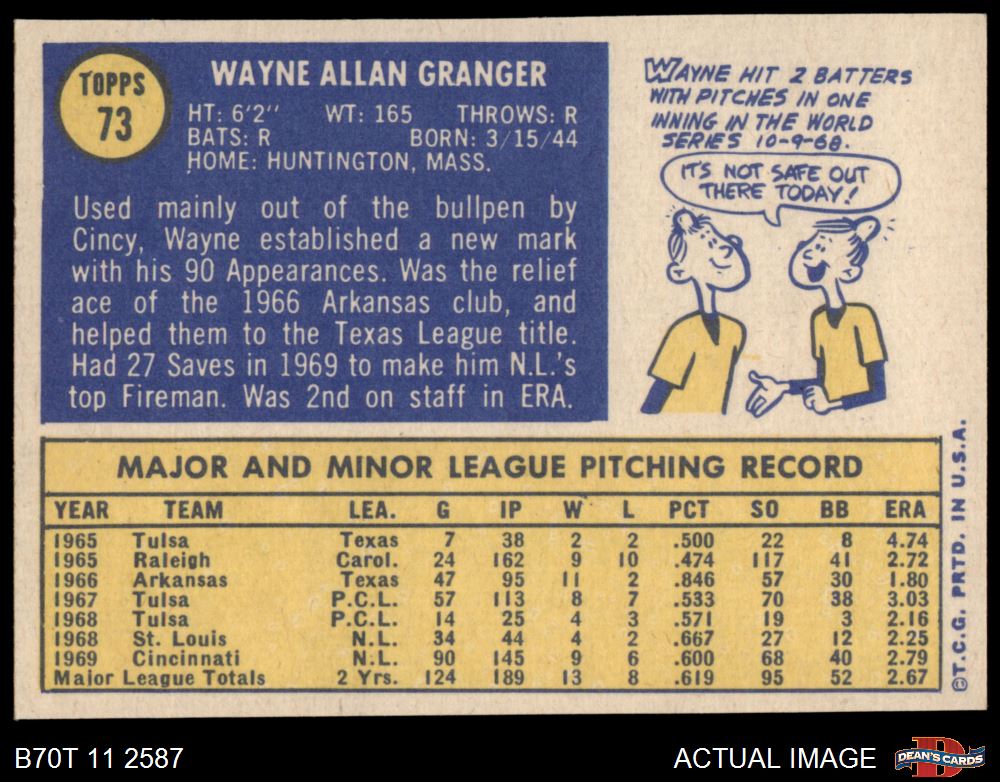 TOPPS
73
WAYNE ALLAN GRANGER
HT: 6'2" WT: 165 THROWS: R
BATS: R BORN: 3/15/44
HOME: HUNTINGTON, MASS.
Used mainly out of the bullpen by
Cincy, Wayne established a new mark
with his 90 Appearances. Was the relief
ace of the 1966 Arkansas club, and
helped them to the Texas League title.
Had 27 Saves in 1969 to make him N.L.'s
top Fireman. Was 2nd on staff in ERA.
WAYNE HIT 2 BATTERS
WITH PITCHES IN ONE
INNING IN THE WORLD
SERIES 10-9-68.
IT'S NOT SAFE OUT
THERE TODAY!
MAJOR AND MINOR LEAGUE PITCHING RECORD
YEAR TEAM LEA. G IP W L PCT SO BB ERA
1965 Tulsa Texas 7 38 2 2 .500 22 8 4.74
1965 Raleigh Carol. 24 162 9 10 .474 117 41 2.72
1966 Arkansas Texas 47 95 11 2 .846 57 30 1.80
1967 Tulsa P.C.L. 57 113 8 7 .533 70 38 3.03
1968 Tulsa P.C.L. 14 25 4 3 .571 19 3 2.16
1968 St. Louis N.L. 34 44 4 2 .667 27 12 2.25
1969 Cincinnati N.L. 90 145 9 6 .600 68 40 2.79
Major League Totals 2 Yrs. 124 189 13 8 .619 95 52 2.67
©T.C.G. PRTD. IN U.S.A.
B70T 11 2587
ACTUAL IMAGE
D
DEAN'S CARDS